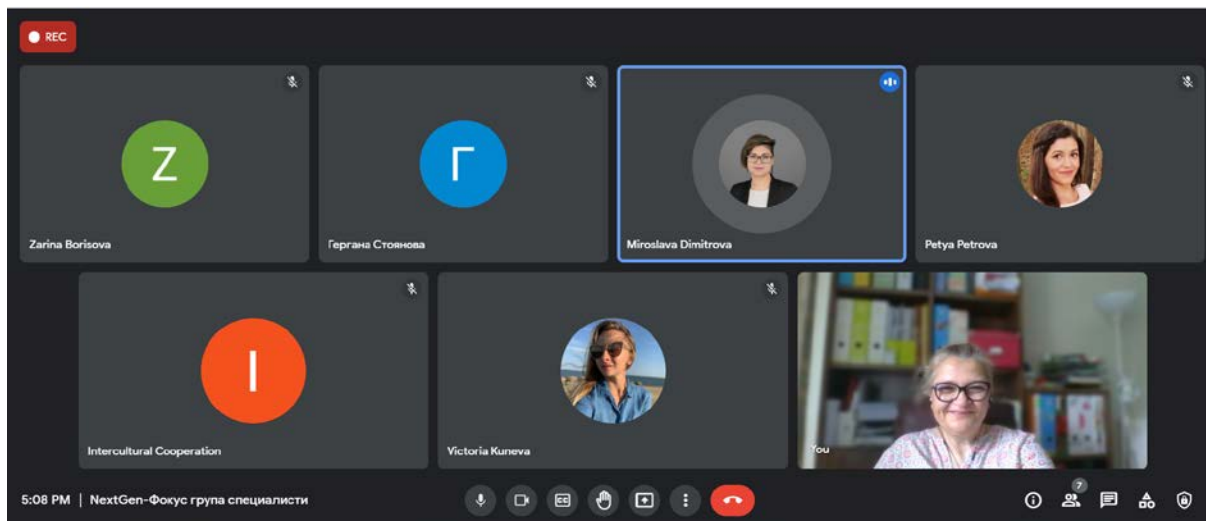 REC
Z
Г
Zarina Borisova
Гергана Стоянова
Miroslava Dimitrova
Petya Petrova
I
Intercultural Cooperation
Victoria Kuneva
You
7
5:08 PM | NextGen-Фокус група специалисти
CC